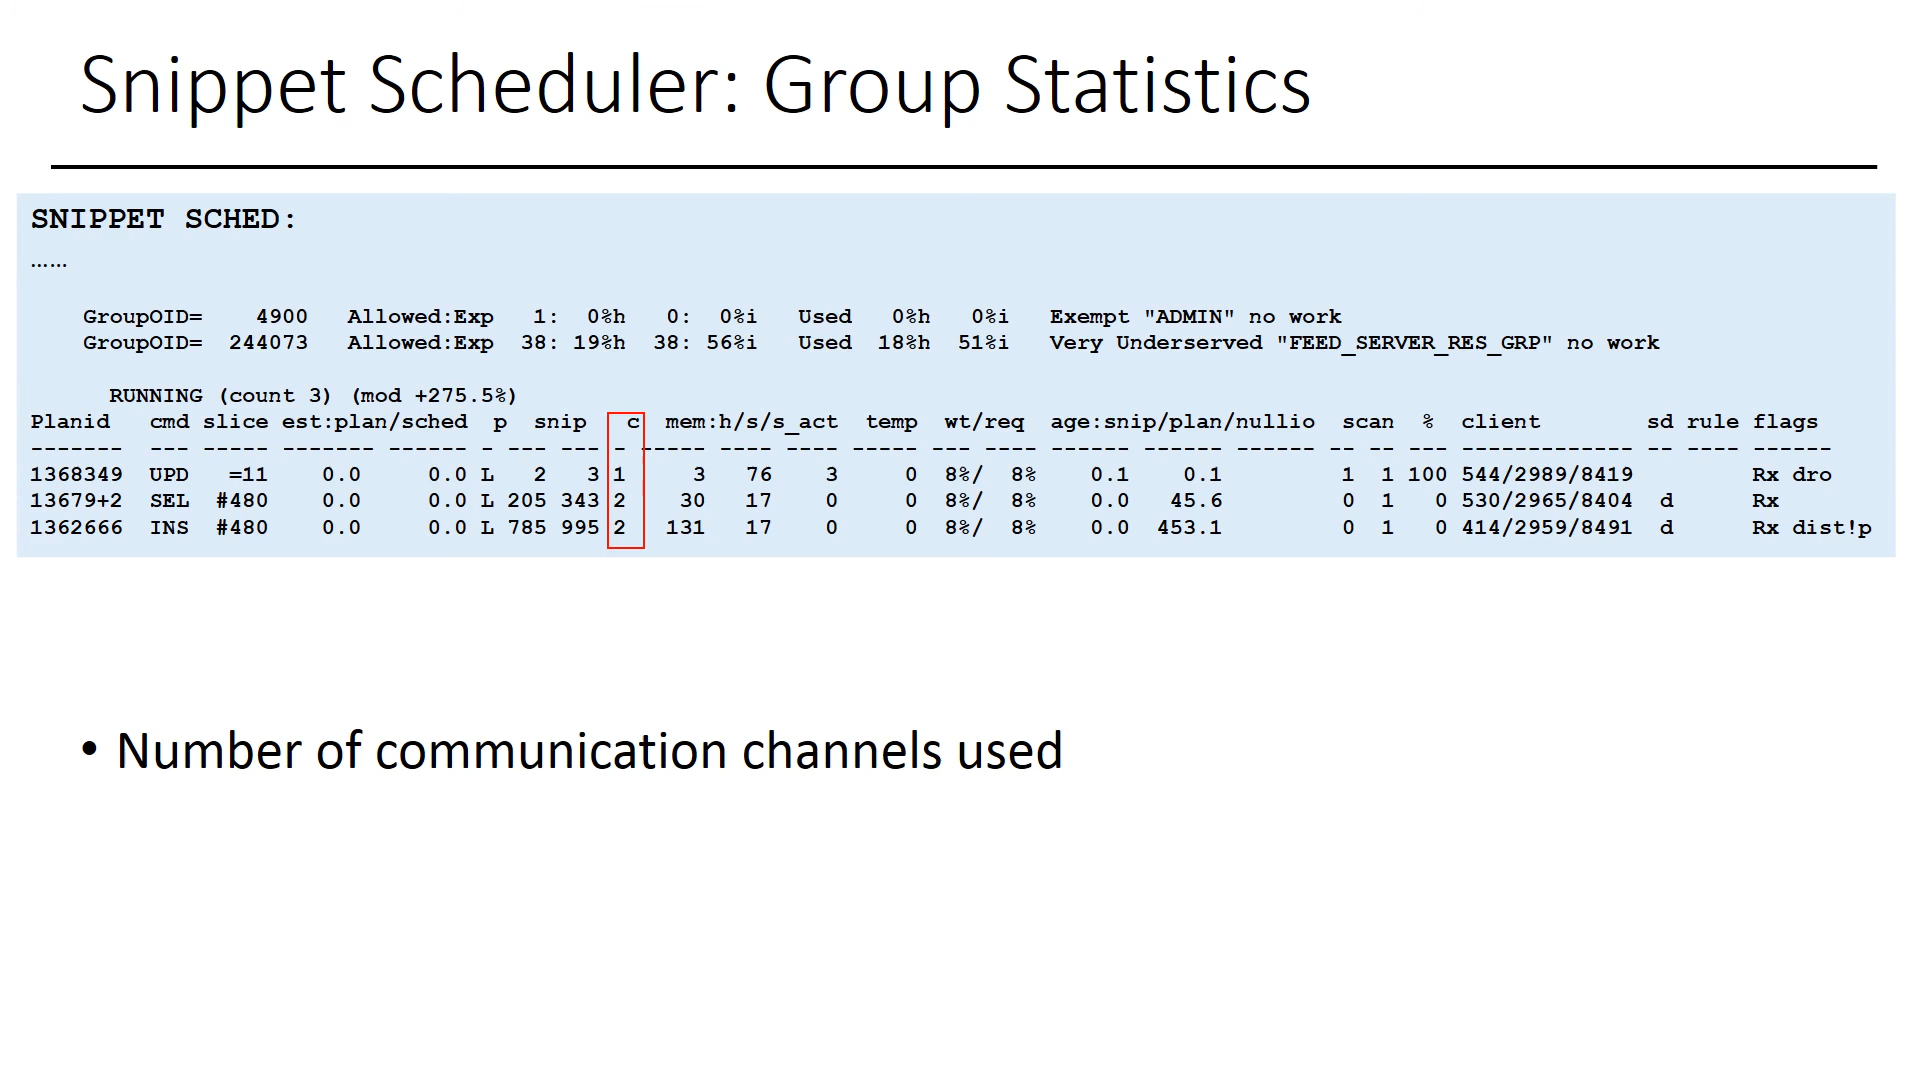 Snippet Scheduler: Group Statistics
SNIPPET SCHED:
……
GroupOID=    4900   Allowed:Exp   1:  0%h   0:  0%i   Used   0%h   0%i   Exempt "ADMIN" no work
GroupOID=  244073   Allowed:Exp  38: 19%h  38: 56%i   Used  18%h  51%i   Very Underserved "FEED_SERVER_RES_GRP" no work
RUNNING (count 3) (mod +275.5%)
Planid   cmd slice est:plan/sched  p  snip   c  mem:h/s/s_act  temp  wt/req  age:snip/plan/nullio  scan  %  client        sd rule flags
------- --- ----- ------- ------ - --- --- - ----- ---- ---- ----- --- ---- ------ ------ ------ -- -- --- ------------- -- ---- ------
1368349  UPD   =11    0.0     0.0 L   2   3 1     3   76    3     0  8%/  8%    0.1    0.1         1  1 100 544/2989/8419         Rx dro
13679+2  SEL  #480    0.0     0.0 L 205 343 2    30   17    0     0  8%/  8%    0.0   45.6         0  1   0 530/2965/8404  d      Rx
1362666  INS  #480    0.0     0.0 L 785 995 2   131   17    0     0  8%/  8%    0.0  453.1         0  1   0 414/2959/8491  d      Rx dist!p
• Number of communication channels used